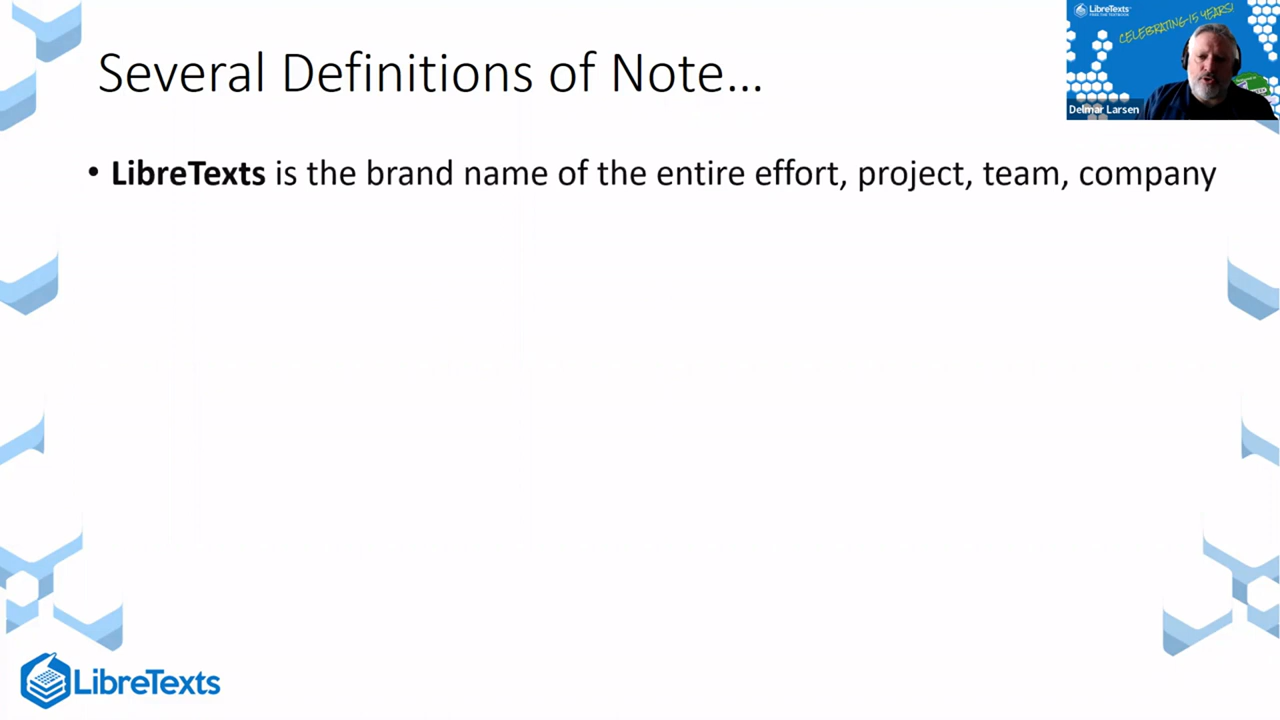 Several Definitions of Note…
• LibreTexts is the brand name of the entire effort, project, team, company
LibreTexts
CELEBRATING 15 YEARS!
Delmar Larsen
LibreTexts